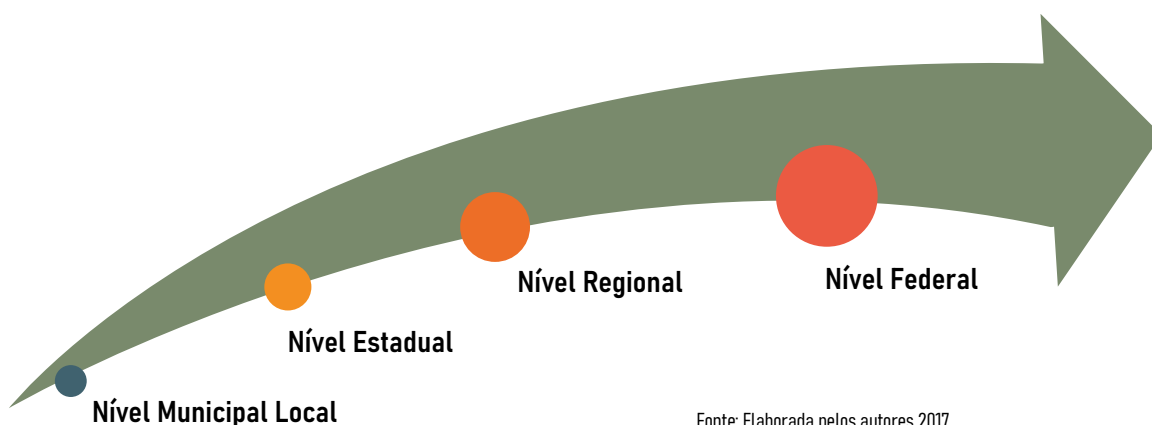 Nível Municipal Local
Nível Estadual
Nível Regional
Nível Federal
Fonte: Elaborada pelos autores 2017